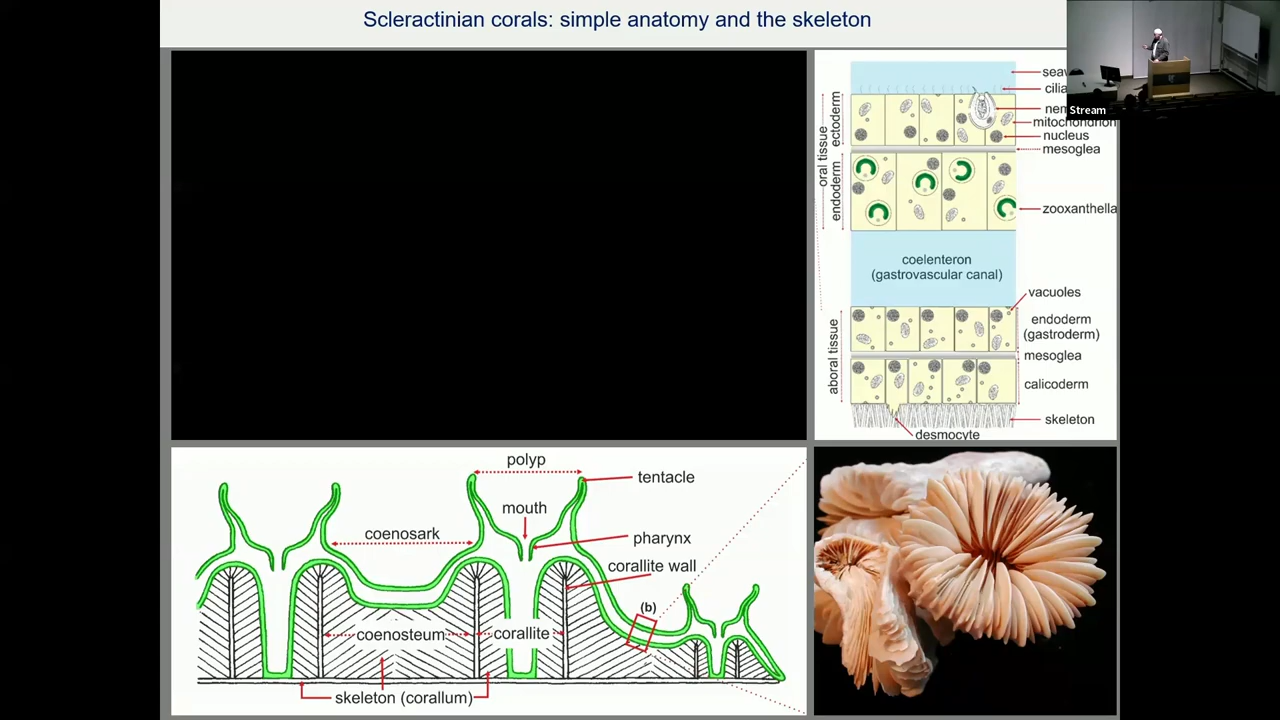 Scleractinian corals: simple anatomy and the skeleton
Stream
cilia
mitochondrion
nucleus
mesoglea
zooxanthella
oral tissue
ectoderm
endoderm
coelenteron
(gastrovascular canal)
vacuoles
endoderm
(gastroderm)
mesoglea
calicoderm
skeleton
desmocyte
aboral tissue
polyp
tentacle
mouth
coenosark
pharynx
corallite wall
(b)
coenosteum
corallite
skeleton (corallum)